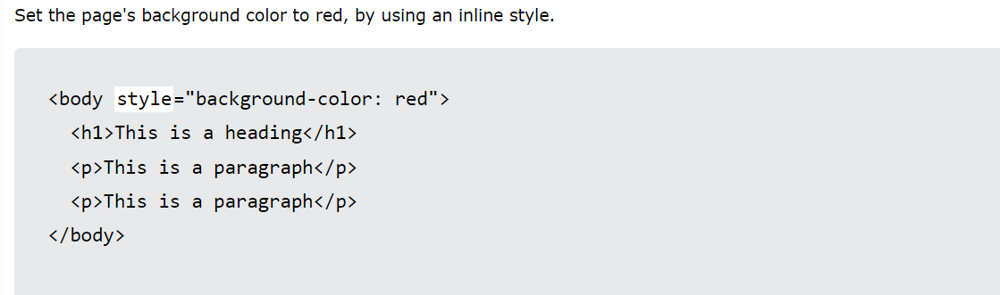 Set the page's background color to red, by using an inline style.
<body style="background-color: red">
<h1>This is a heading</h1>
<p>This is a paragraph</p>
<p>This is a paragraph</p>
</body>